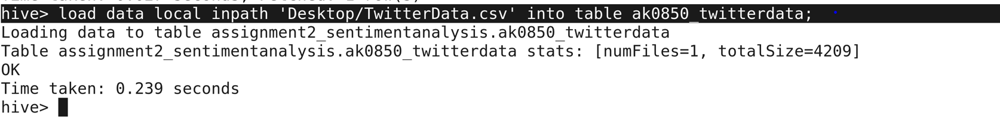 hive> load data local inpath 'Desktop/TwitterData.csv' into table ak0850_twitterdata;
Loading data to table assignment2_sentimentanalysis.ak0850_twitterdata
Table assignment2_sentimentanalysis.ak0850_twitterdata stats: [numFiles=1, totalSize=4209]
OK
Time taken: 0.239 seconds
hive>